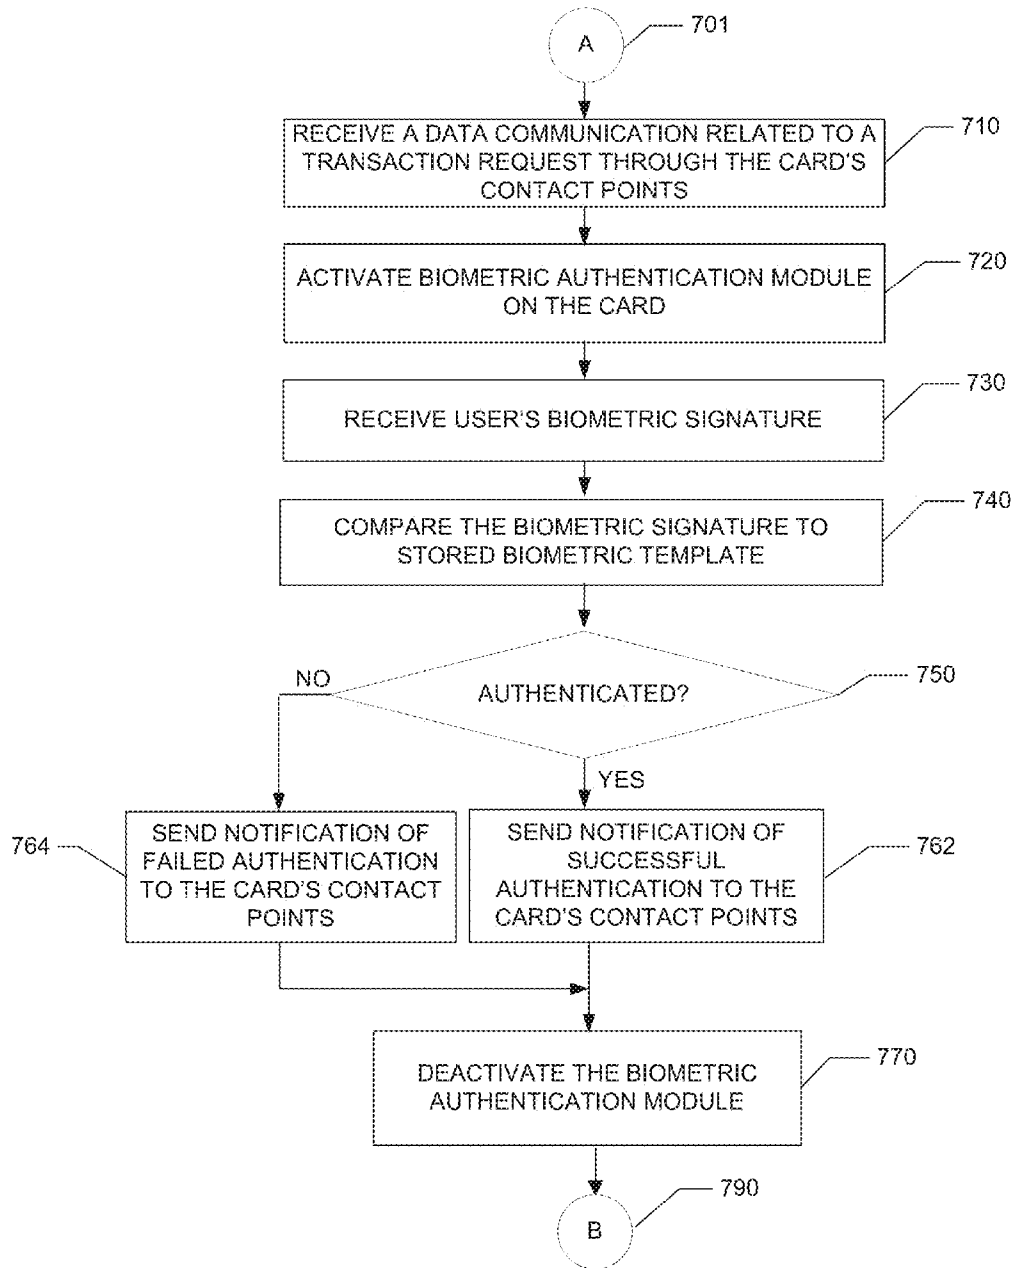 A
701
RECEIVE A DATA COMMUNICATION RELATED TO A
TRANSACTION REQUEST THROUGH THE CARD'S
CONTACT POINTS
710
ACTIVATE BIOMETRIC AUTHENTICATION MODULE
ON THE CARD
720
RECEIVE USER'S BIOMETRIC SIGNATURE
730
COMPARE THE BIOMETRIC SIGNATURE TO
STORED BIOMETRIC TEMPLATE
740
AUTHENTICATED?
750
NO
YES
764
SEND NOTIFICATION OF
FAILED AUTHENTICATION
TO THE CARD'S CONTACT
POINTS
SEND NOTIFICATION OF
SUCCESSFUL
AUTHENTICATION TO THE
CARD'S CONTACT POINTS
762
DEACTIVATE THE BIOMETRIC
AUTHENTICATION MODULE
770
B
790